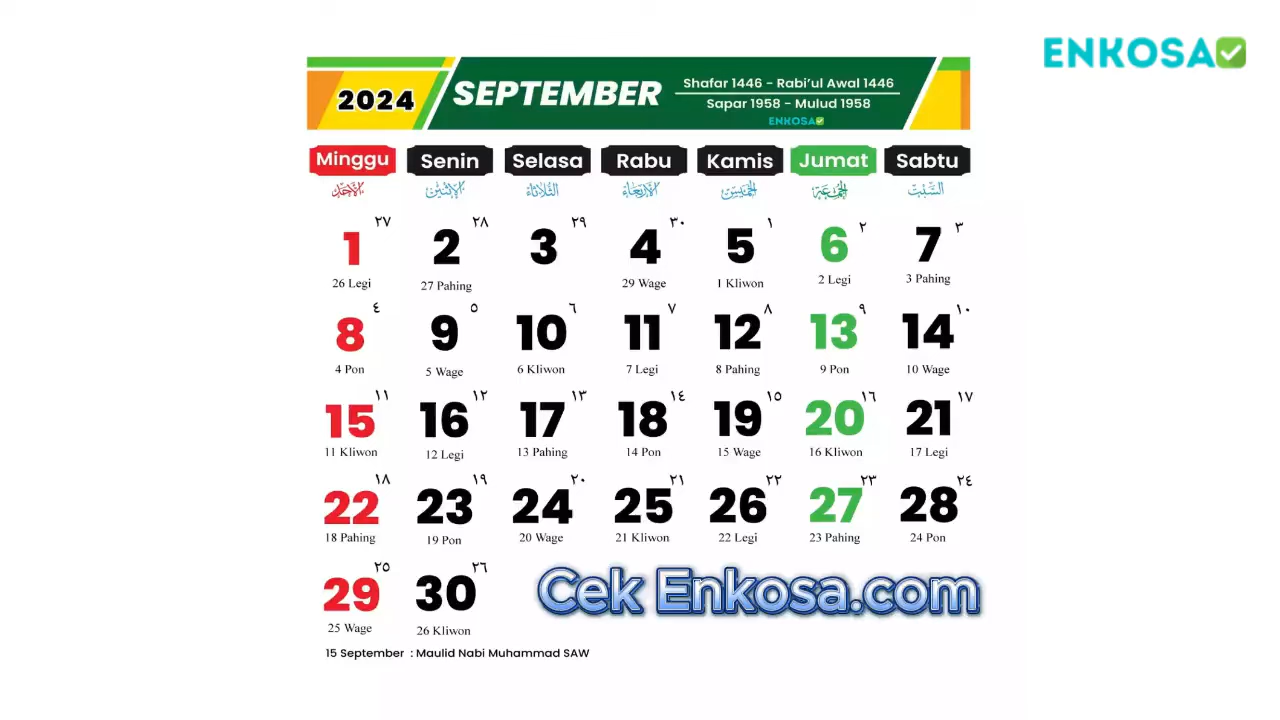 ENKOSA
2024 SEPTEMBER Shafar 1446 - Rabi'ul Awal 1446
Sapar 1958 - Mulud 1958
ENKOSA
Minggu Senin Selasa Rabu Kamis Jumat Sabtu
الأحد الإثنين الثلاثاء الأربعاء الخميس الجمعة السبت
٢٧ ٢٨ ٢٩ ٣٠ ١ ٢ ٣
1 2 3 4 5 6 7
26 Legi 27 Pahing 29 Wage 1 Kliwon 2 Legi 3 Pahing
٤ ٥ ٦ ٧ ٨ ٩ ١٠
8 9 10 11 12 13 14
4 Pon 5 Wage 6 Kliwon 7 Legi 8 Pahing 9 Pon 10 Wage
١١ ١٢ ١٣ ١٤ ١٥ ١٦ ١٧
15 16 17 18 19 20 21
11 Kliwon 12 Legi 13 Pahing 14 Pon 15 Wage 16 Kliwon 17 Legi
١٨ ١٩ ٢٠ ٢١ ٢٢ ٢٣ ٢٤
22 23 24 25 26 27 28
18 Pahing 19 Pon 20 Wage 21 Kliwon 22 Legi 23 Pahing 24 Pon
٢٥ ٢٦
29 30 Cek Enkosa.com
25 Wage 26 Kliwon
15 September : Maulid Nabi Muhammad SAW